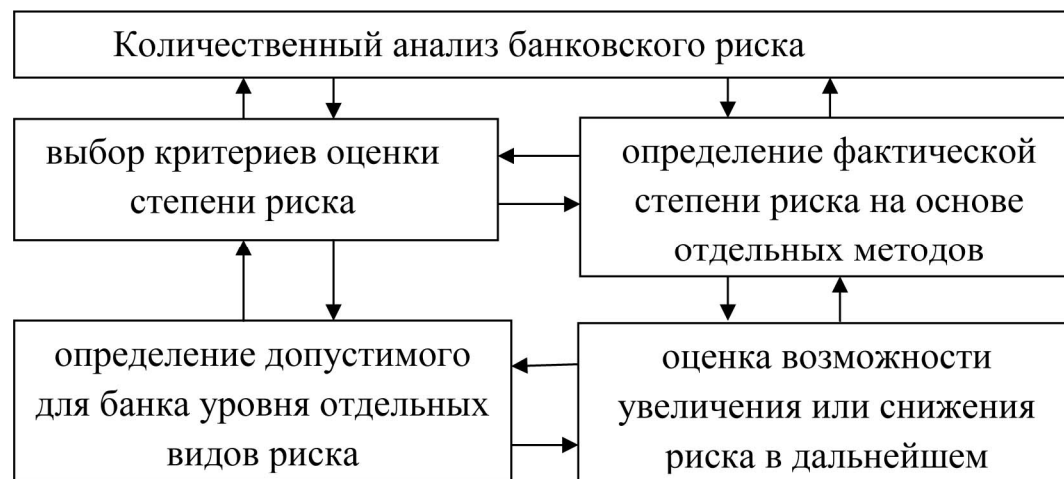 Количественный анализ банковского риска
выбор критериев оценки
степени риска
определение фактической
степени риска на основе
отдельных методов
определение допустимого
для банка уровня отдельных
видов риска
оценка возможности
увеличения или снижения
риска в дальнейшем